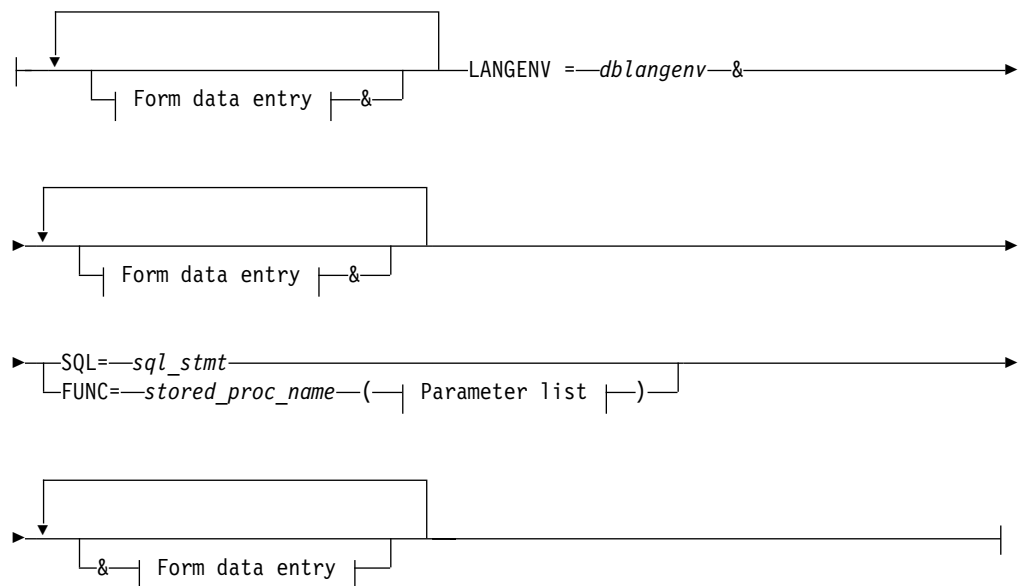 LANGENV = dblangenv &
Form data entry &
Form data entry &
SQL= sql_stmt
FUNC= stored_proc_name ( Parameter list )
& Form data entry